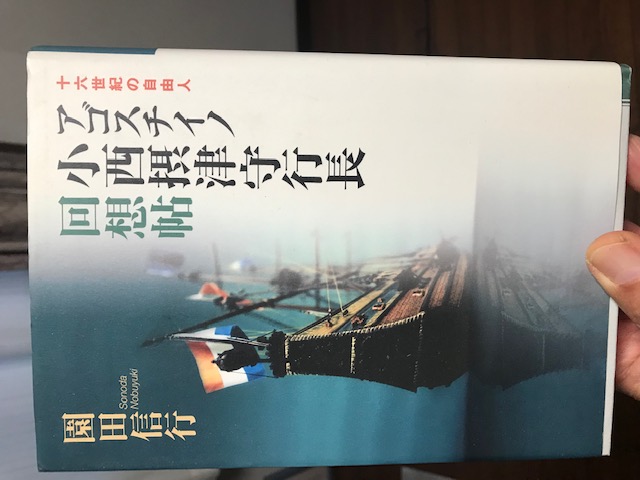 十六世紀の自由人
アゴスチイノ
小西摂津守行長
回想帖
Sonoda
Nobuyuki
園田信行